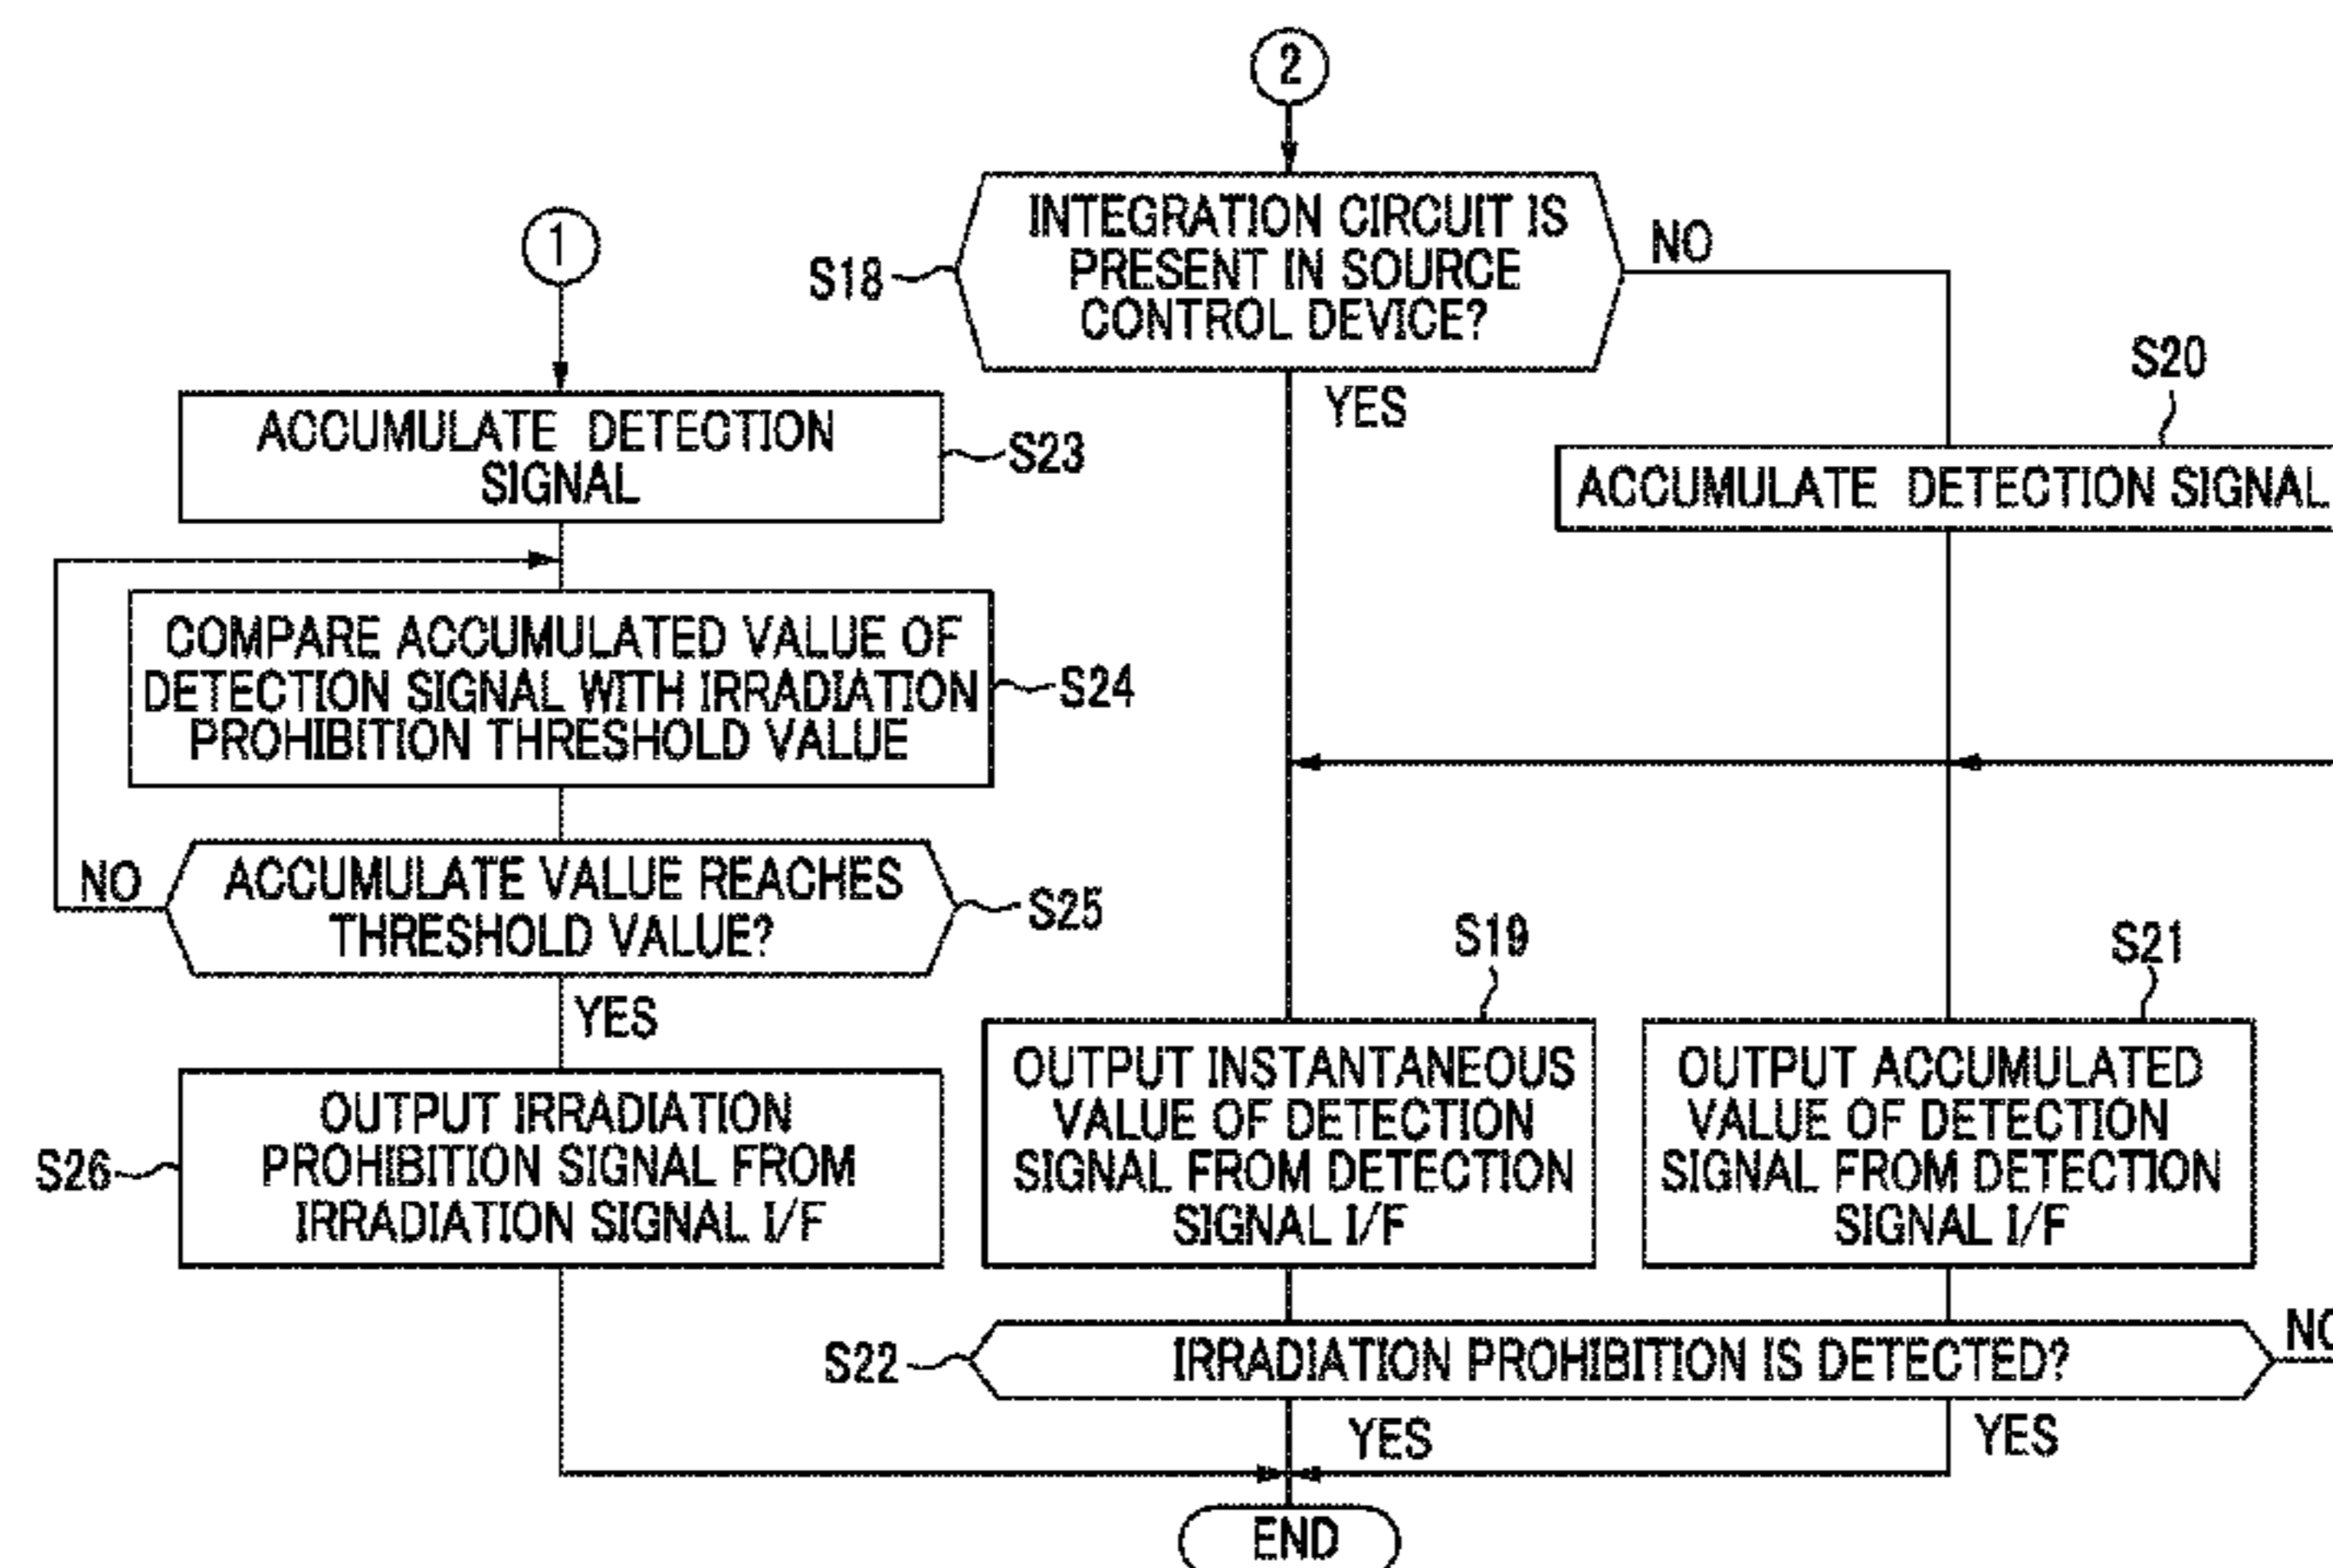 2
INTEGRATION CIRCUIT IS
PRESENT IN SOURCE
CONTROL DEVICE?
S18
NO
YES
1
ACCUMULATE DETECTION
SIGNAL
S23
S20
ACCUMULATE DETECTION SIGNAL
COMPARE ACCUMULATED VALUE OF
DETECTION SIGNAL WITH IRRADIATION
PROHIBITION THRESHOLD VALUE
S24
NO
ACCUMULATE VALUE REACHES
THRESHOLD VALUE?
S25
YES
S19
S21
OUTPUT IRRADIATION
PROHIBITION SIGNAL FROM
IRRADIATION SIGNAL I/F
S26
OUTPUT INSTANTANEOUS
VALUE OF DETECTION
SIGNAL FROM DETECTION
SIGNAL I/F
OUTPUT ACCUMULATED
VALUE OF DETECTION
SIGNAL FROM DETECTION
SIGNAL I/F
S22
IRRADIATION PROHIBITION IS DETECTED?
NO
YES
YES
END